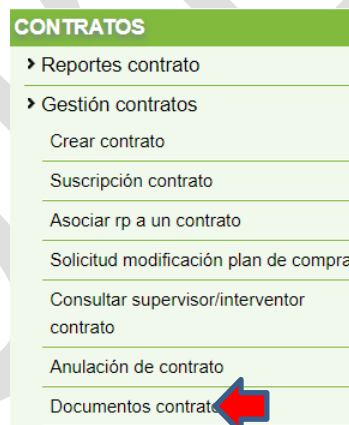 CONTRATOS
Reportes contrato
Gestión contratos
Crear contrato
Suscripción contrato
Asociar rp a un contrato
Solicitud modificación plan de compra
Consultar supervisor/interventor
contrato
Anulación de contrato
Documentos contrato